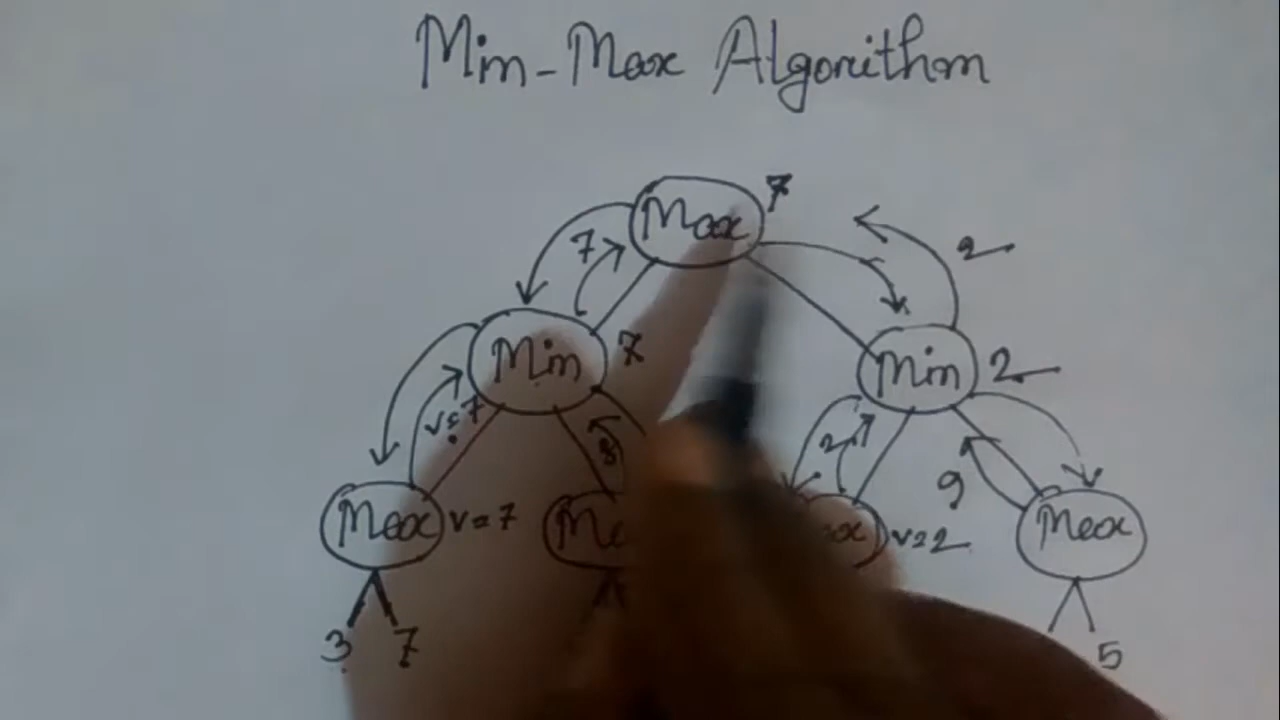 Min-Max Algorithm
Max 7
7
2
Min 7
Min 2
v=7
8
2
9
Max v=7
v=2
Max
3 7
5